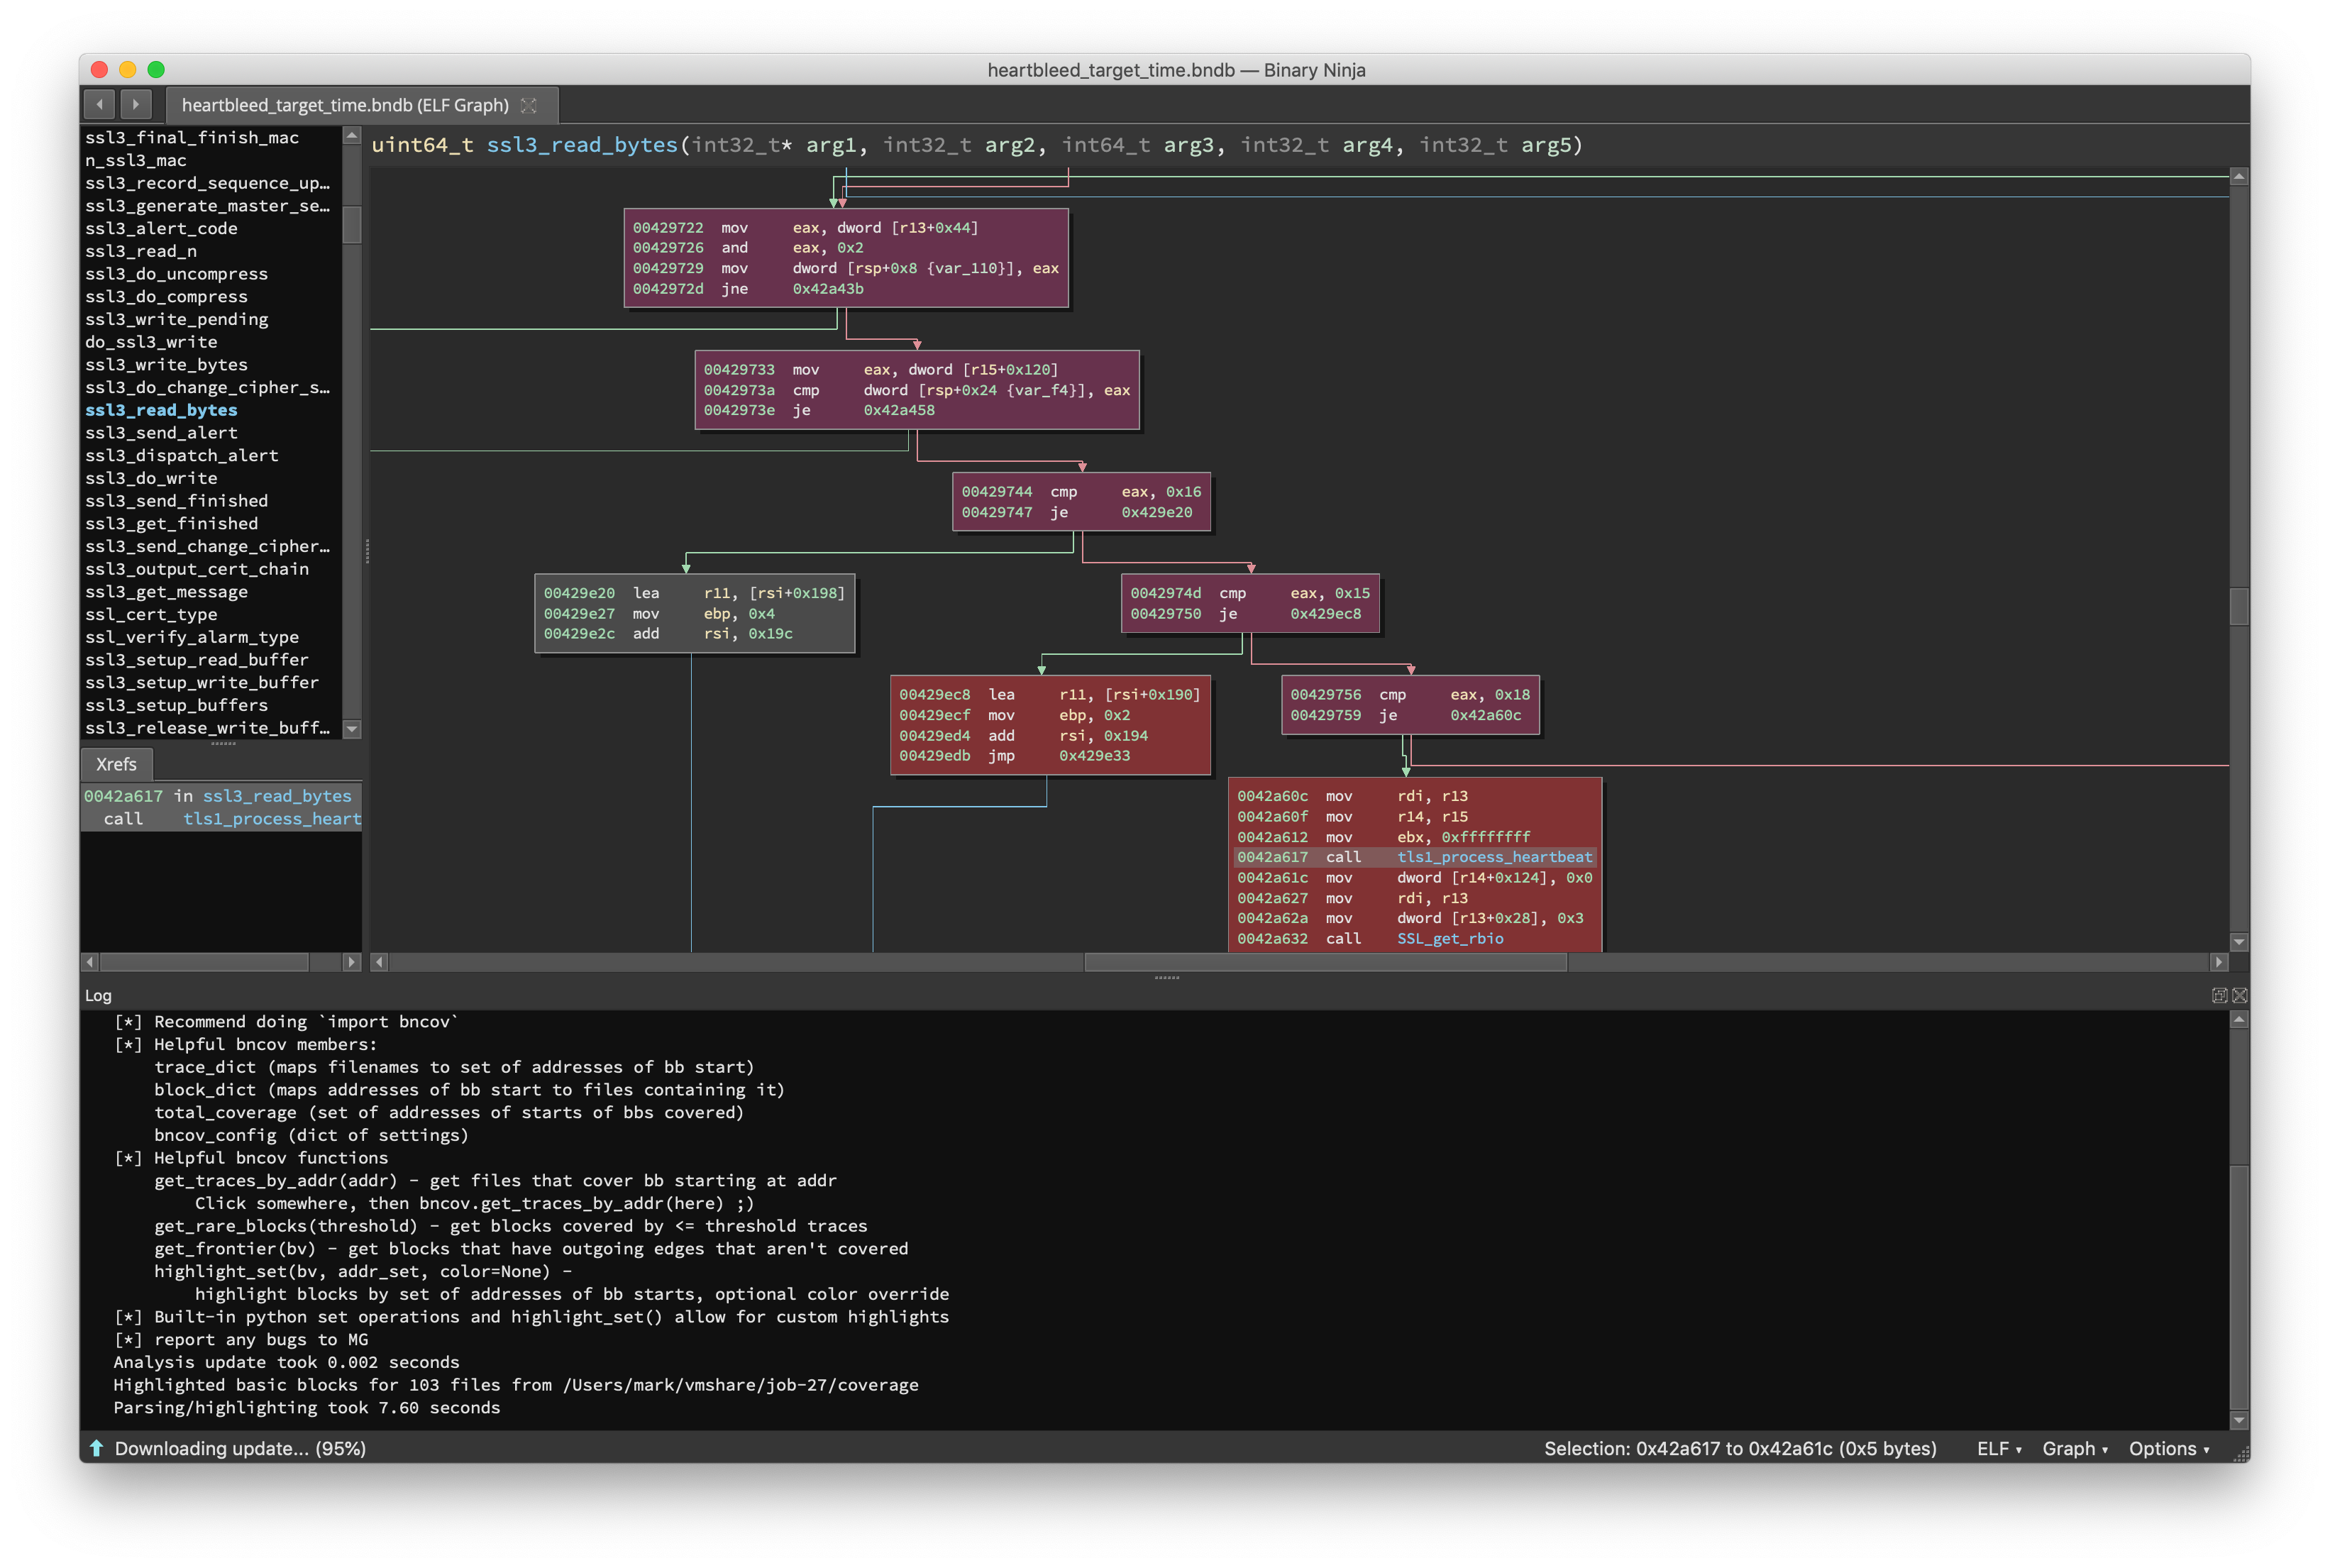 heartbleed_target_time.bndb — Binary Ninja
heartbleed_target_time.bndb (ELF Graph)
ssl3_final_finish_mac
n_ssl3_mac
ssl3_record_sequence_up…
ssl3_generate_master_se…
ssl3_alert_code
ssl3_read_n
ssl3_do_uncompress
ssl3_do_compress
ssl3_write_pending
do_ssl3_write
ssl3_write_bytes
ssl3_do_change_cipher_s…
ssl3_read_bytes
ssl3_send_alert
ssl3_dispatch_alert
ssl3_do_write
ssl3_send_finished
ssl3_get_finished
ssl3_send_change_cipher…
ssl3_output_cert_chain
ssl3_get_message
ssl_cert_type
ssl_verify_alarm_type
ssl3_setup_read_buffer
ssl3_setup_write_buffer
ssl3_setup_buffers
ssl3_release_write_buff…
Xrefs
0042a617 in ssl3_read_bytes
call tls1_process_heart
uint64_t ssl3_read_bytes(int32_t* arg1, int32_t arg2, int64_t arg3, int32_t arg4, int32_t arg5)
00429722 mov eax, dword [r13+0x44]
00429726 and eax, 0x2
00429729 mov dword [rsp+0x8 {var_110}], eax
0042972d jne 0x42a43b
00429733 mov eax, dword [r15+0x120]
0042973a cmp dword [rsp+0x24 {var_f4}], eax
0042973e je 0x42a458
00429744 cmp eax, 0x16
00429747 je 0x429e20
00429e20 lea r11, [rsi+0x198]
00429e27 mov ebp, 0x4
00429e2c add rsi, 0x19c
0042974d cmp eax, 0x15
00429750 je 0x429ec8
00429ec8 lea r11, [rsi+0x190]
00429ecf mov ebp, 0x2
00429ed4 add rsi, 0x194
00429edb jmp 0x429e33
00429756 cmp eax, 0x18
00429759 je 0x42a60c
0042a60c mov rdi, r13
0042a60f mov r14, r15
0042a612 mov ebx, 0xffffffff
0042a617 call tls1_process_heartbeat
0042a61c mov dword [r14+0x124], 0x0
0042a627 mov rdi, r13
0042a62a mov dword [r13+0x28], 0x3
0042a632 call SSL_get_rbio
Log
[*] Recommend doing `import bncov`
[*] Helpful bncov members:
trace_dict (maps filenames to set of addresses of bb start)
block_dict (maps addresses of bb start to files containing it)
total_coverage (set of addresses of starts of bbs covered)
bncov_config (dict of settings)
[*] Helpful bncov functions
get_traces_by_addr(addr) - get files that cover bb starting at addr
Click somewhere, then bncov.get_traces_by_addr(here) ;)
get_rare_blocks(threshold) - get blocks covered by <= threshold traces
get_frontier(bv) - get blocks that have outgoing edges that aren't covered
highlight_set(bv, addr_set, color=None) -
highlight blocks by set of addresses of bb starts, optional color override
[*] Built-in python set operations and highlight_set() allow for custom highlights
[*] report any bugs to MG
Analysis update took 0.002 seconds
Highlighted basic blocks for 103 files from /Users/mark/vmshare/job-27/coverage
Parsing/highlighting took 7.60 seconds
Downloading update... (95%)
Selection: 0x42a617 to 0x42a61c (0x5 bytes) ELF Graph Options